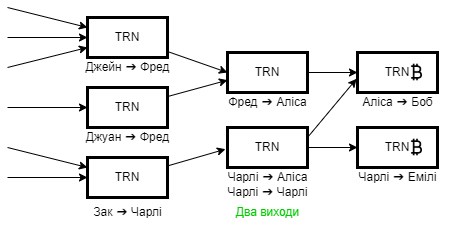 TRN
Джейн ➔ Фред
TRN
Джуан ➔ Фред
TRN
Зак ➔ Чарлі
TRN
Фред ➔ Аліса
TRN
Чарлі ➔ Аліса
Чарлі ➔ Чарлі
Два виходи
TRN₿
Аліса ➔ Боб
TRN₿
Чарлі ➔ Емілі